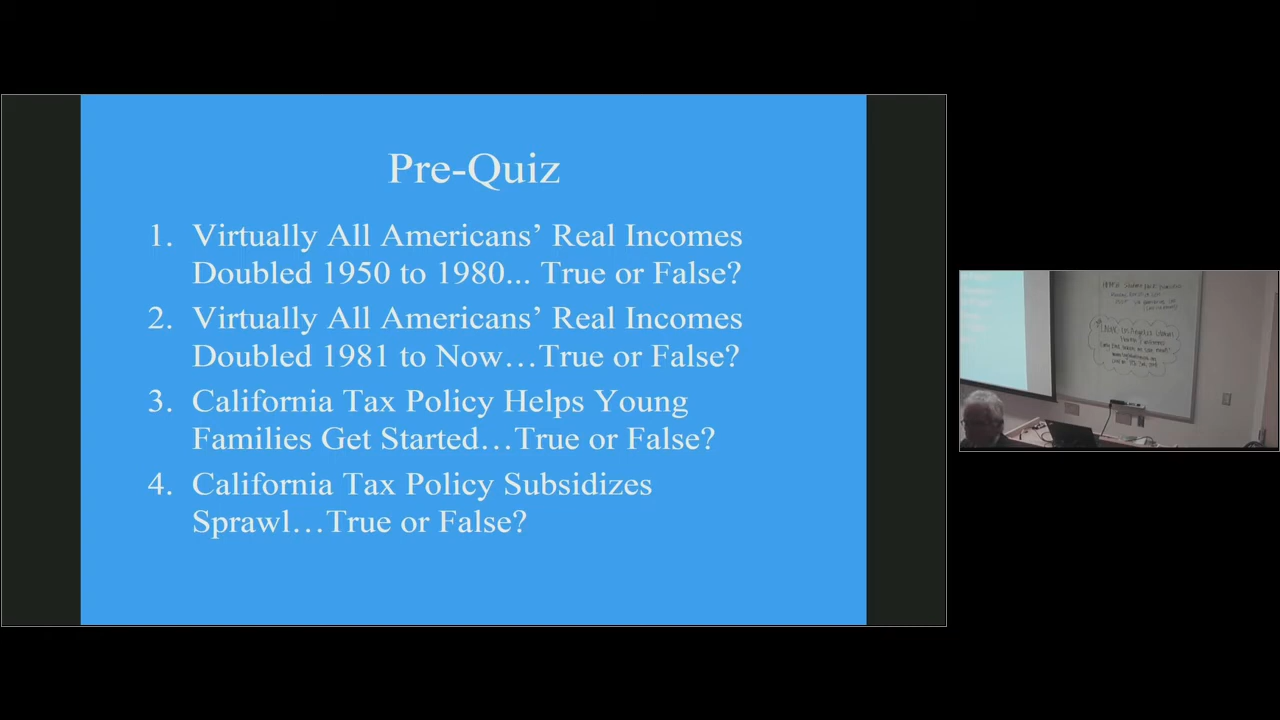 Pre-Quiz
1. Virtually All Americans’ Real Incomes
Doubled 1950 to 1980... True or False?
2. Virtually All Americans’ Real Incomes
Doubled 1981 to Now…True or False?
3. California Tax Policy Helps Young
Families Get Started…True or False?
4. California Tax Policy Subsidizes
Sprawl…True or False?